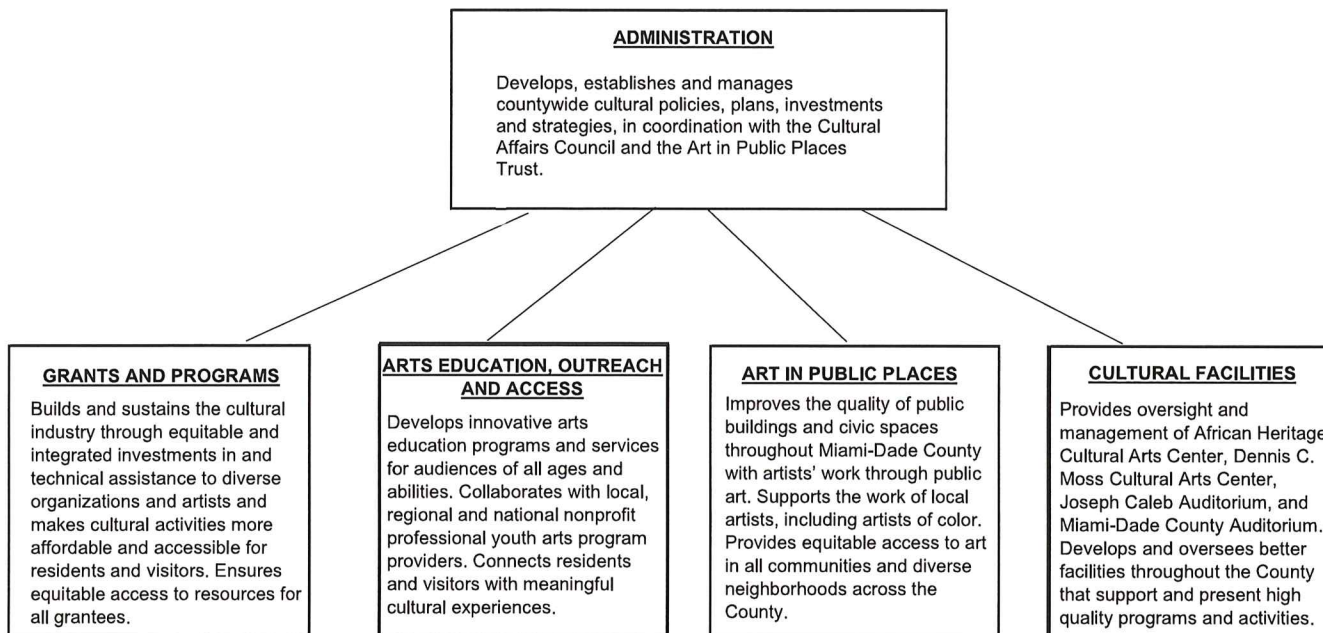 ADMINISTRATION
Develops, establishes and manages
countywide cultural policies, plans, investments
and strategies, in coordination with the Cultural
Affairs Council and the Art in Public Places
Trust.
GRANTS AND PROGRAMS
Builds and sustains the cultural
industry through equitable and
integrated investments in and
technical assistance to diverse
organizations and artists and
makes cultural activities more
affordable and accessible for
residents and visitors. Ensures
equitable access to resources for
all grantees.
ARTS EDUCATION, OUTREACH
AND ACCESS
Develops innovative arts
education programs and services
for audiences of all ages and
abilities. Collaborates with local,
regional and national nonprofit
professional youth arts program
providers. Connects residents
and visitors with meaningful
cultural experiences.
ART IN PUBLIC PLACES
Improves the quality of public
buildings and civic spaces
throughout Miami-Dade County
with artists' work through public
art. Supports the work of local
artists, including artists of color.
Provides equitable access to art
in all communities and diverse
neighborhoods across the
County.
CULTURAL FACILITIES
Provides oversight and
management of African Heritage
Cultural Arts Center, Dennis C.
Moss Cultural Arts Center,
Joseph Caleb Auditorium, and
Miami-Dade County Auditorium.
Develops and oversees better
facilities throughout the County
that support and present high
quality programs and activities.